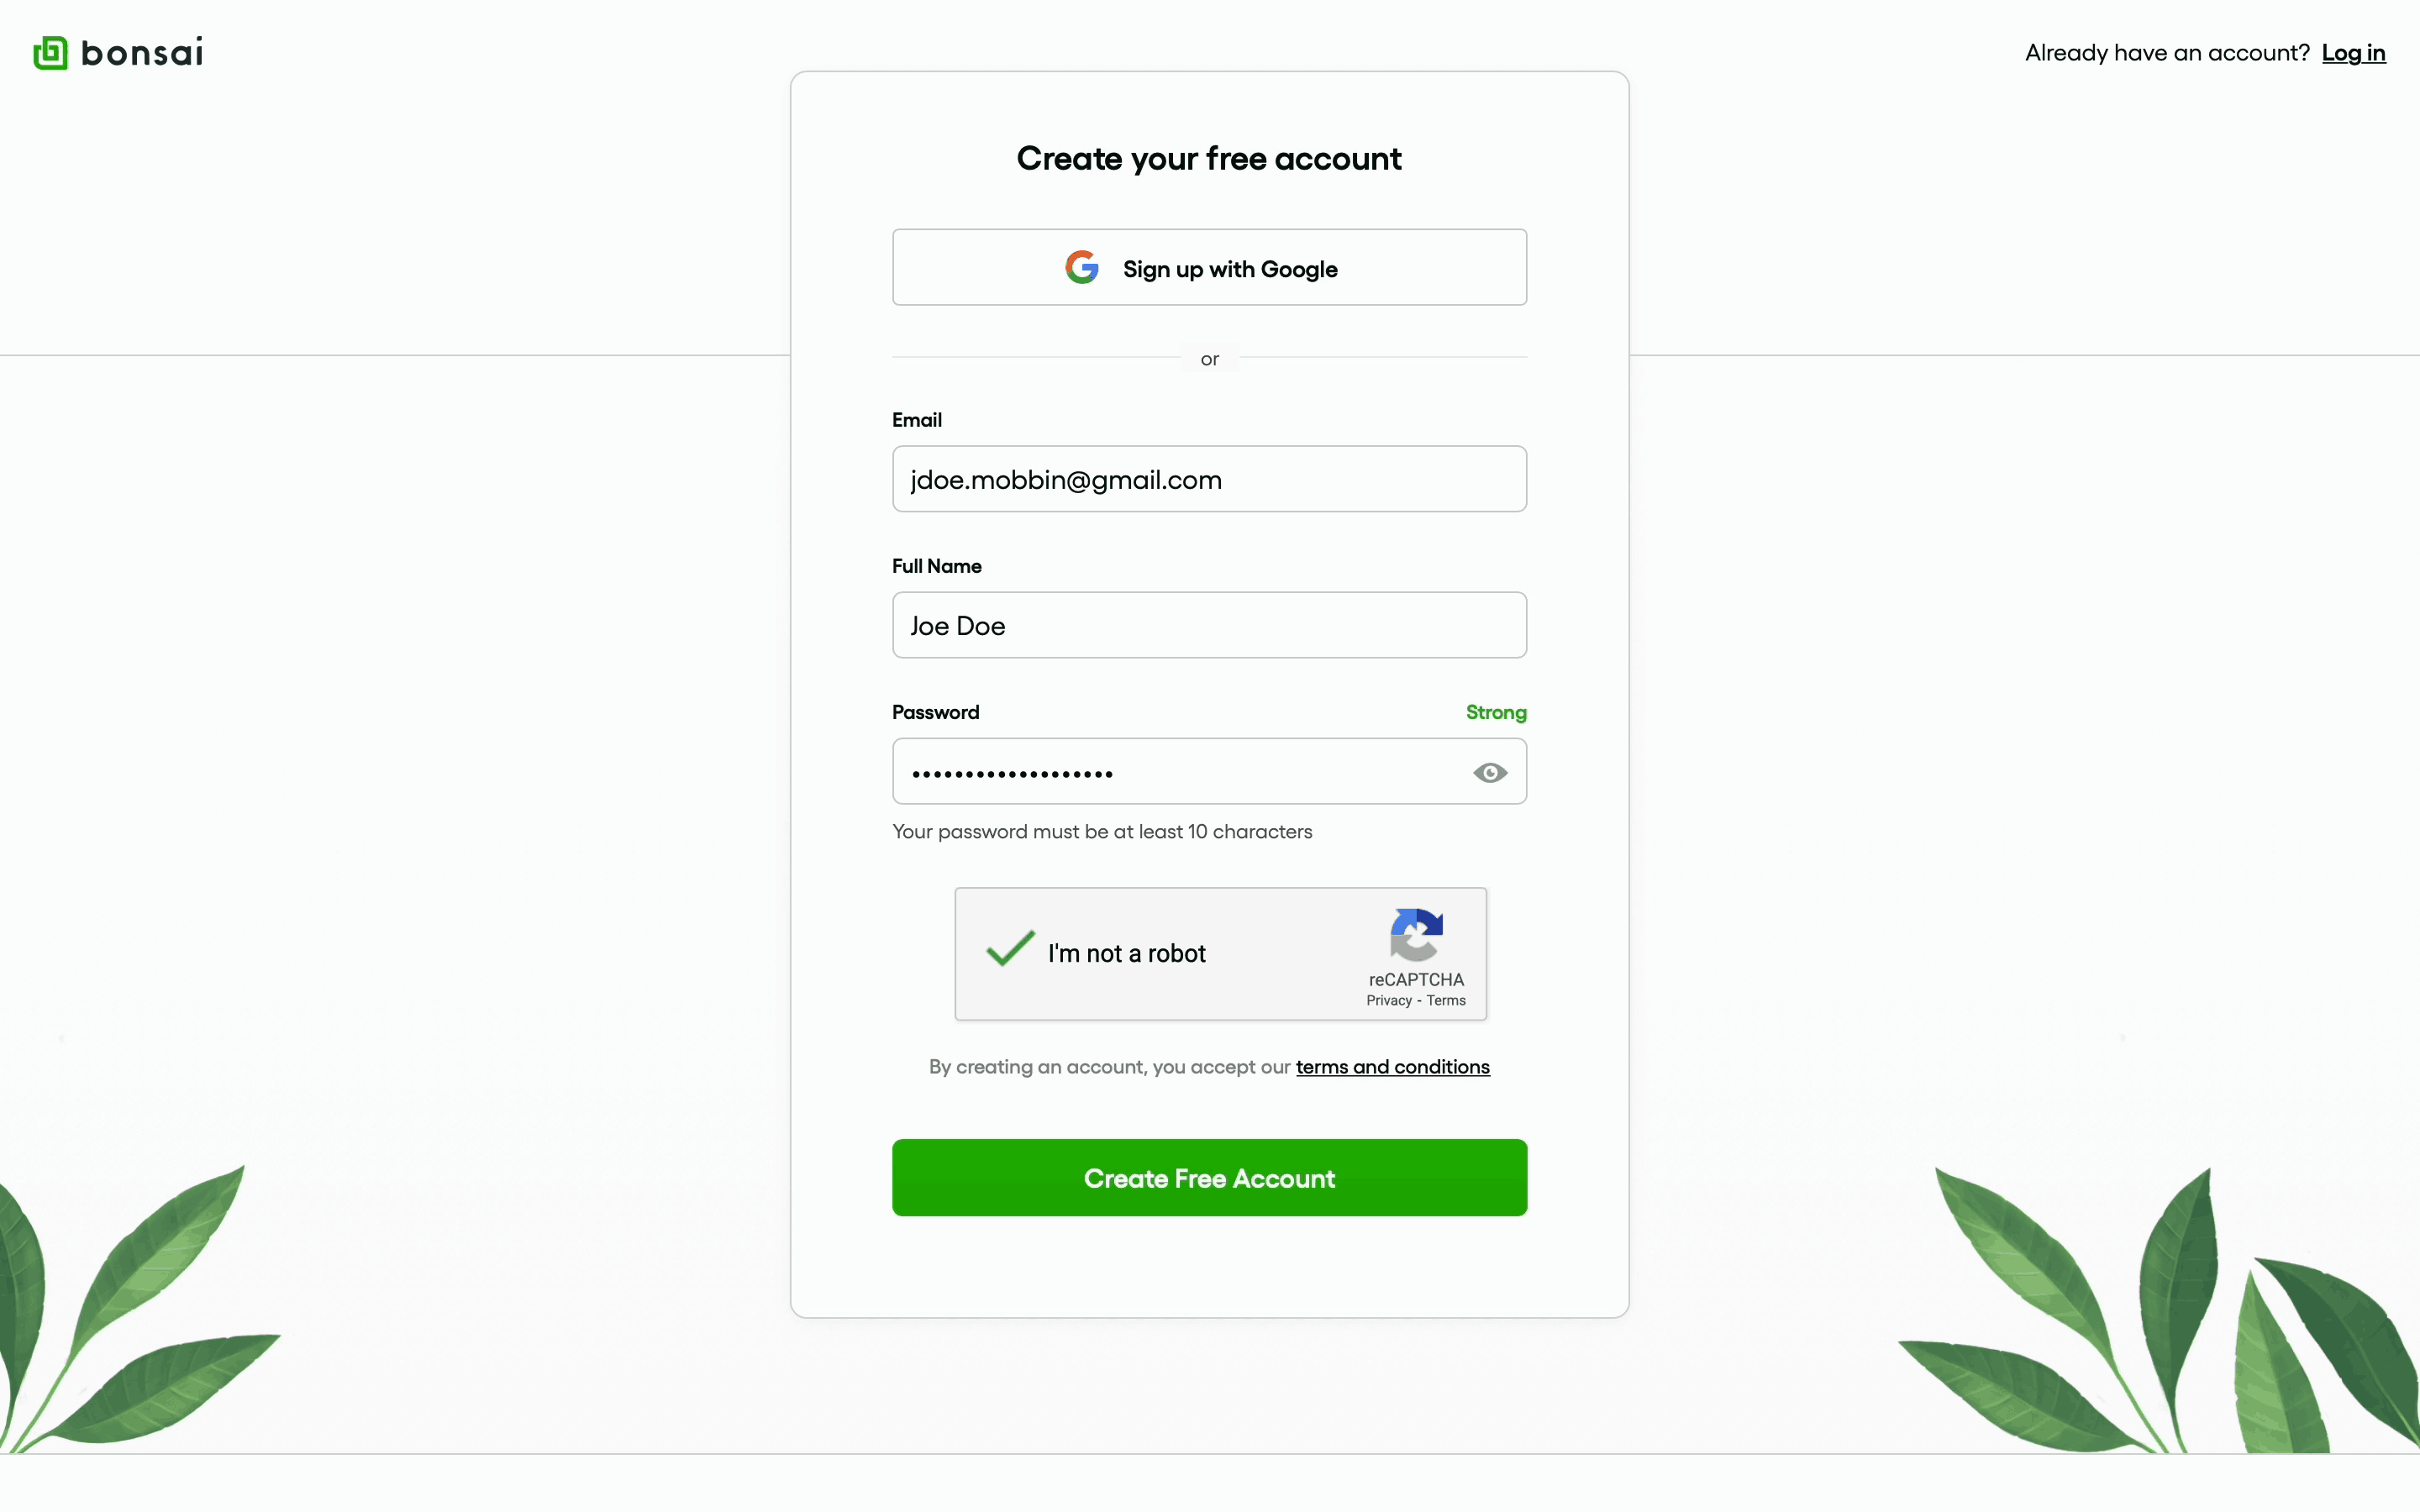 bonsai
Already have an account? Log in
Create your free account
Sign up with Google
or
Email
jdoe.mobbin@gmail.com
Full Name
Joe Doe
Password Strong
•••••••••••••••••••
Your password must be at least 10 characters
I'm not a robot
reCAPTCHA
Privacy - Terms
By creating an account, you accept our terms and conditions
Create Free Account